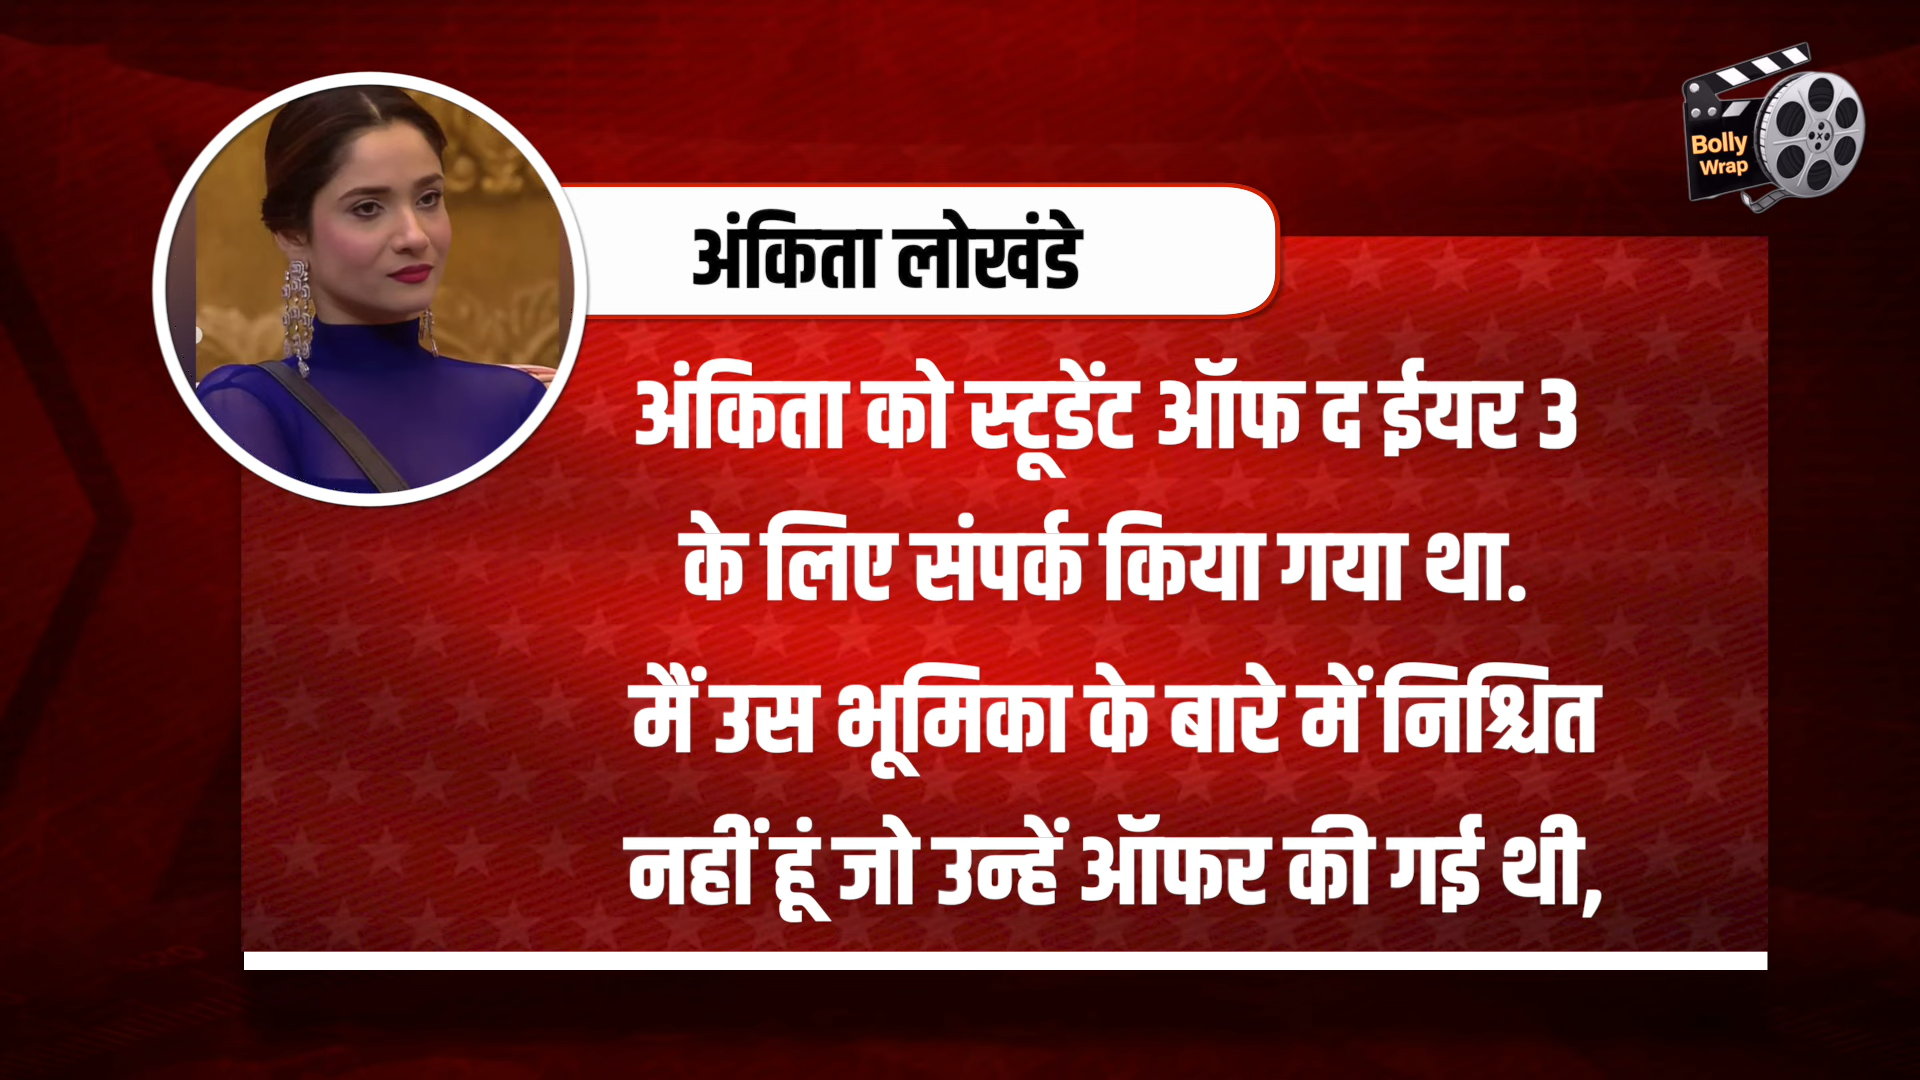 Bolly
Wrap
अंकिता लोखंडे
अंकिता को स्टूडेंट ऑफ द ईयर 3
के लिए संपर्क किया गया था.
मैं उस भूमिका के बारे में निश्चित
नहीं हूं जो उन्हें ऑफर की गई थी,